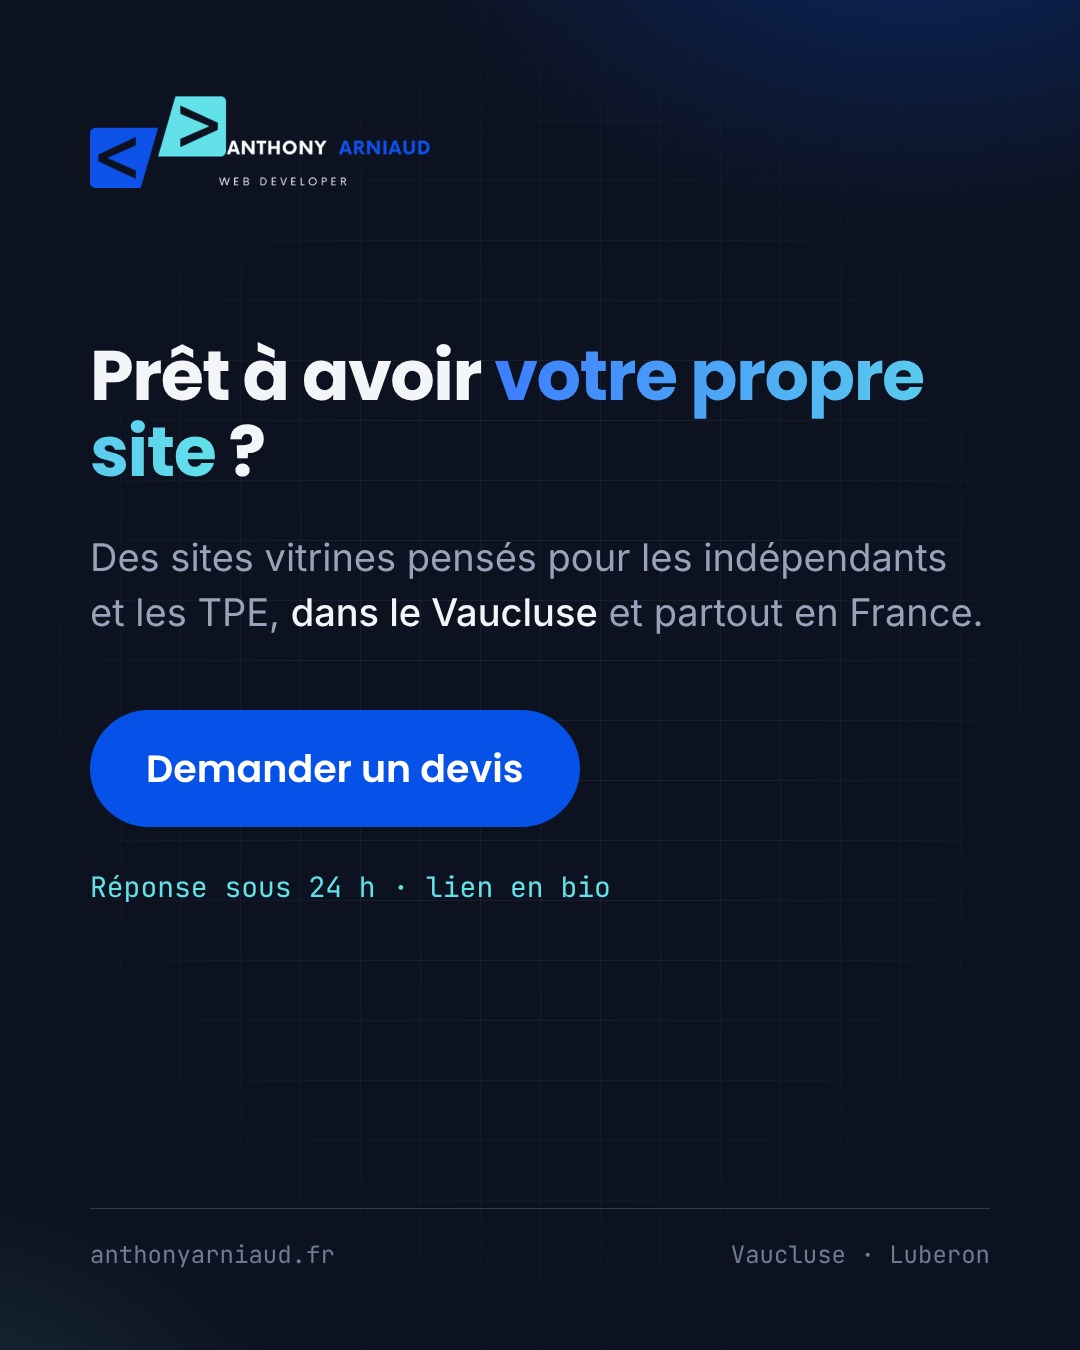 < >
ANTHONY ARNIAUD
WEB DEVELOPER
Prêt à avoir votre propre
site ?
Des sites vitrines pensés pour les indépendants
et les TPE, dans le Vaucluse et partout en France.
Demander un devis
Réponse sous 24 h · lien en bio
anthonyarniaud.fr
Vaucluse · Luberon